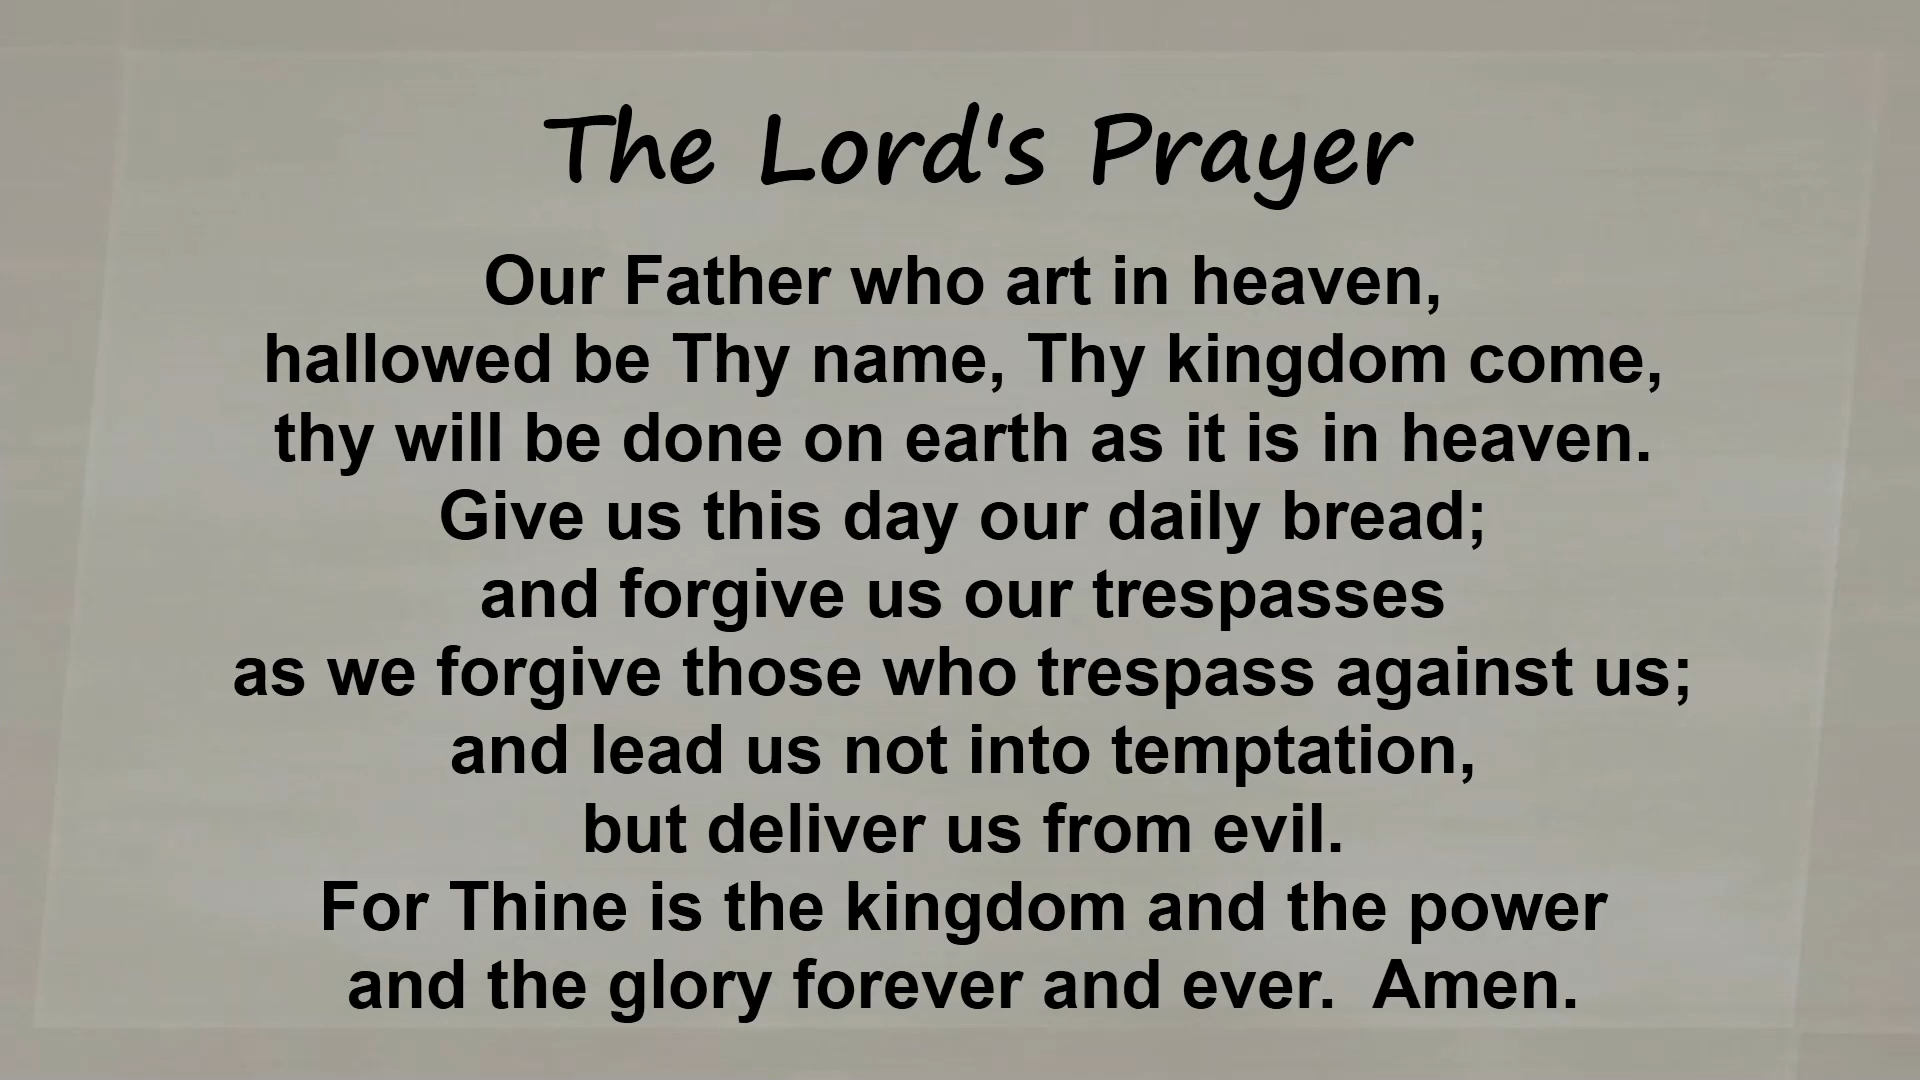 The Lord's Prayer
Our Father who art in heaven,
hallowed be Thy name, Thy kingdom come,
thy will be done on earth as it is in heaven.
Give us this day our daily bread;
and forgive us our trespasses
as we forgive those who trespass against us;
and lead us not into temptation,
but deliver us from evil.
For Thine is the kingdom and the power
and the glory forever and ever.  Amen.